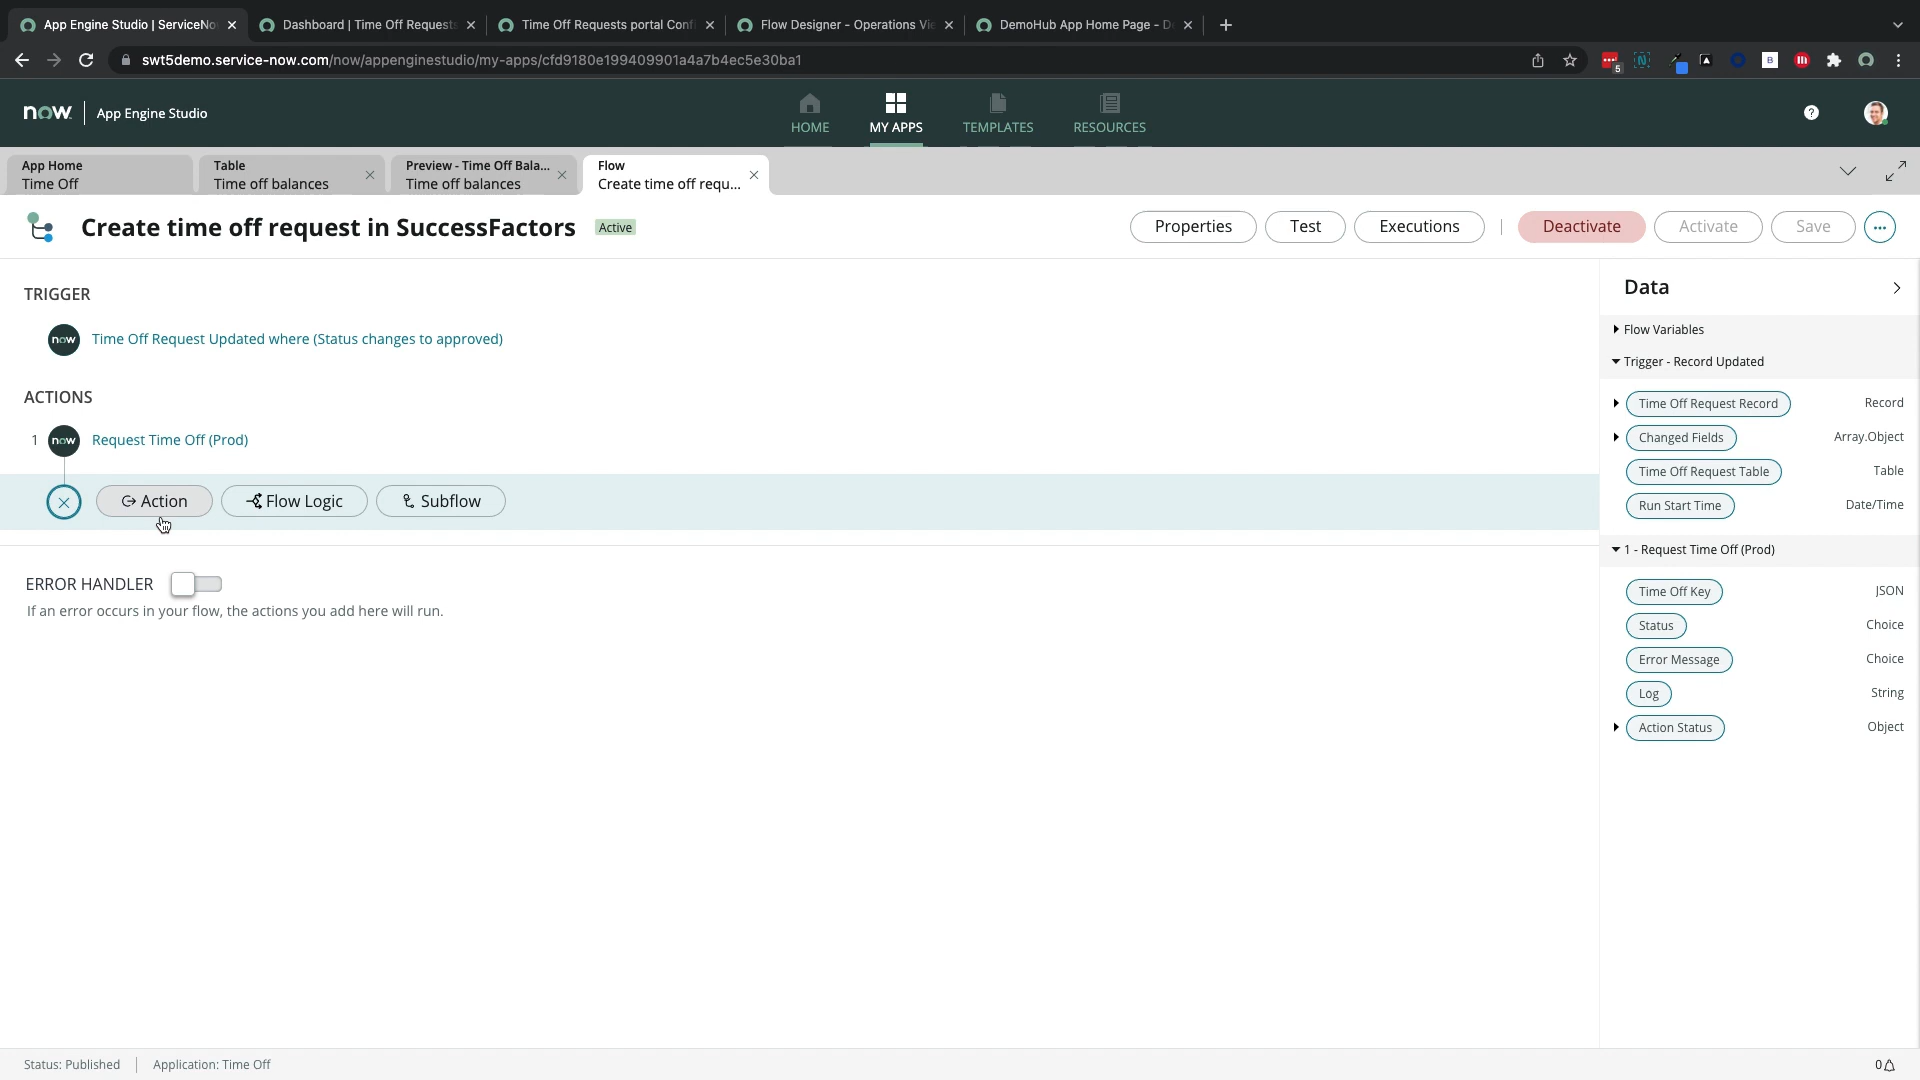 App Engine Studio | ServiceNo
Dashboard | Time Off Requests
Time Off Requests portal Conf
Flow Designer - Operations Vie
DemoHub App Home Page - D
swt5demo.service-now.com/now/appenginestudio/my-apps/cfd9180e199409901a4a7b4ec5e30ba1
5
B
now
App Engine Studio
HOME
MY APPS
TEMPLATES
RESOURCES
?
App Home
Time Off
Table
Time off balances
Preview - Time Off Bala...
Time off balances
Flow
Create time off requ...
Create time off request in SuccessFactors
Active
Properties
Test
Executions
Deactivate
Activate
Save
TRIGGER
now
Time Off Request Updated where (Status changes to approved)
ACTIONS
1
now
Request Time Off (Prod)
Action
Flow Logic
Subflow
ERROR HANDLER
If an error occurs in your flow, the actions you add here will run.
Data
Flow Variables
Trigger - Record Updated
Time Off Request Record
Record
Changed Fields
Array.Object
Time Off Request Table
Table
Run Start Time
Date/Time
1 - Request Time Off (Prod)
Time Off Key
JSON
Status
Choice
Error Message
Choice
Log
String
Action Status
Object
Status: Published
Application: Time Off
0